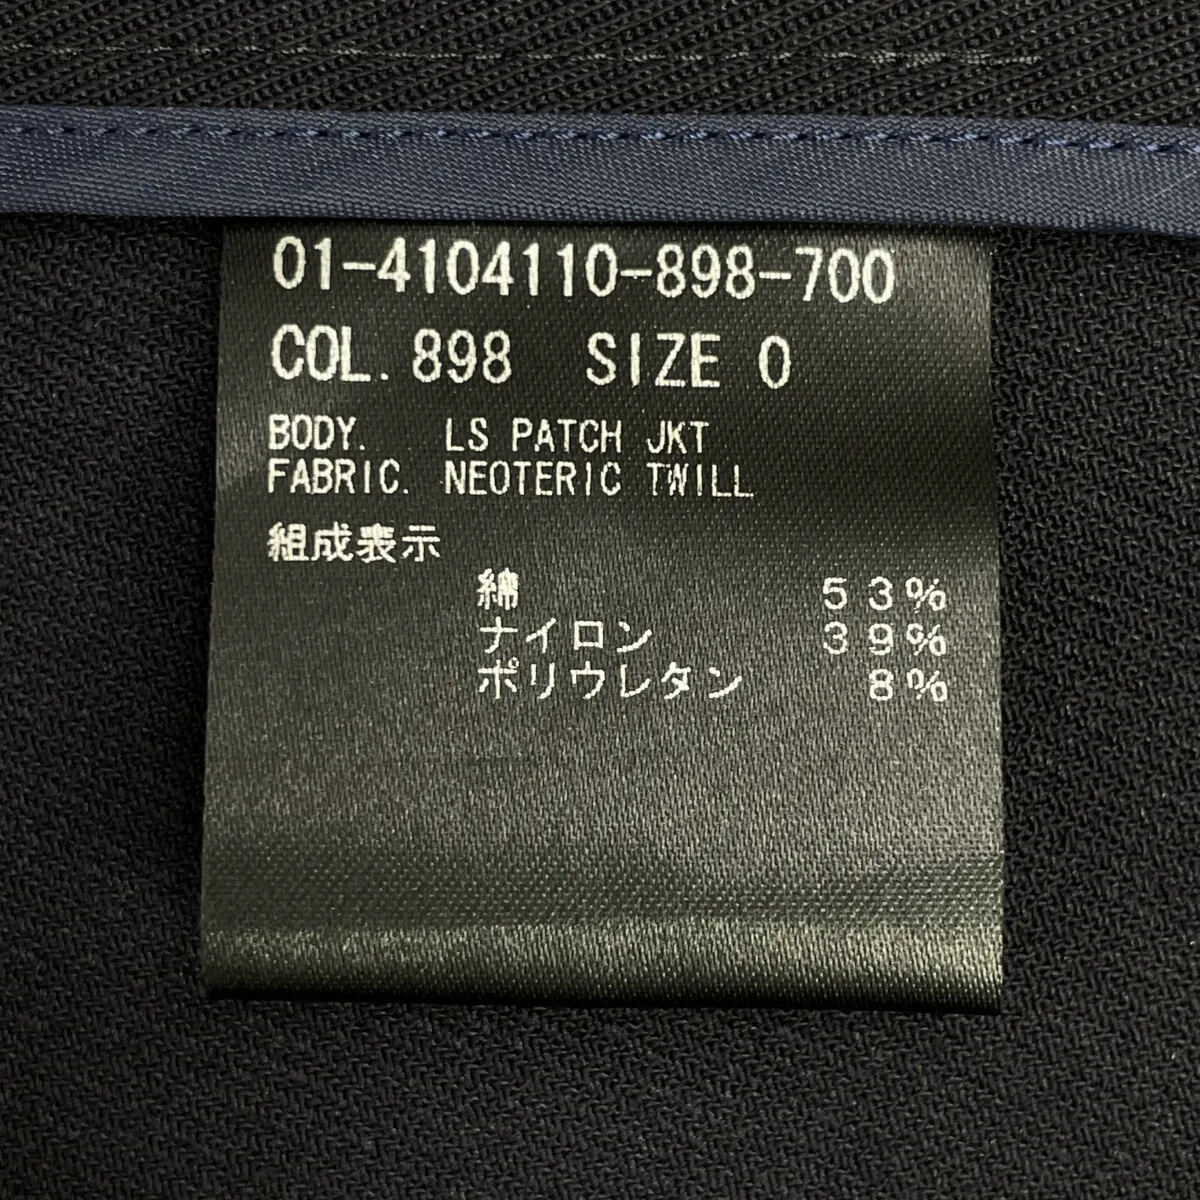 01-4104110-898-700
COL. 898 SIZE 0
BODY. LS PATCH JKT
FABRIC. NEOTERIC TWILL
組成表示
綿 53%
ナイロン 39%
ポリウレタン 8%